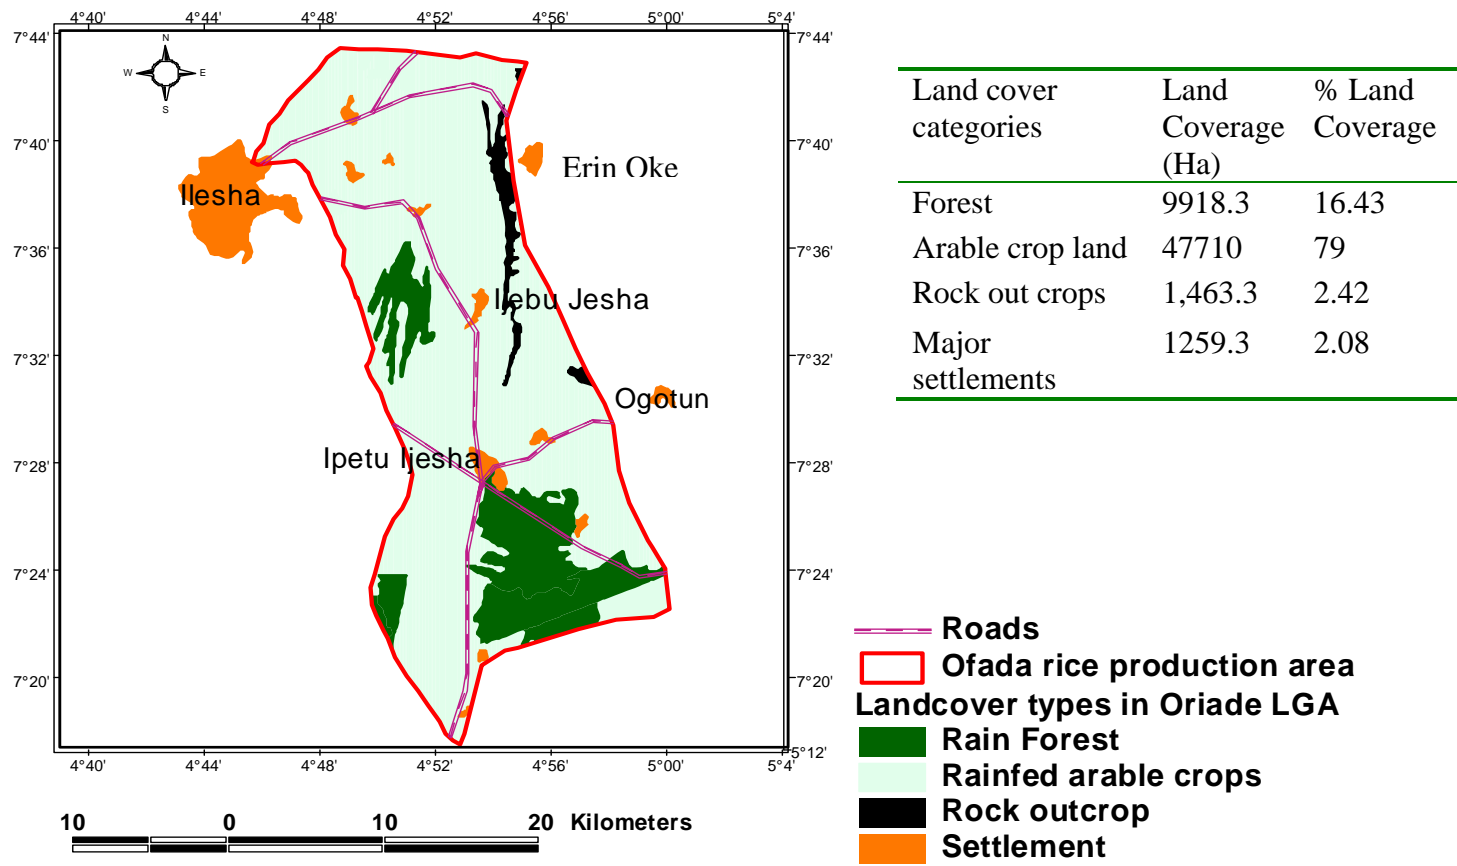 4°40' 4°44' 4°48' 4°52' 4°56' 5°00' 5°4'
7°44' 7°44'
N
W E
S
7°40' 7°40'
Erin Oke
Ilesha
7°36' 7°36'
Ijebu Jesha
7°32' 7°32'
Ogotun
Ipetu Ijesha
7°28' 7°28'
7°24' 7°24'
7°20' 7°20'
5°12'
4°40' 4°44' 4°48' 4°52' 4°56' 5°00' 5°4'
10 0 10 20 Kilometers
Land cover Land % Land
categories Coverage Coverage
(Ha)
Forest 9918.3 16.43
Arable crop land 47710 79
Rock out crops 1,463.3 2.42
Major 1259.3 2.08
settlements
Roads
Ofada rice production area
Landcover types in Oriade LGA
Rain Forest
Rainfed arable crops
Rock outcrop
Settlement